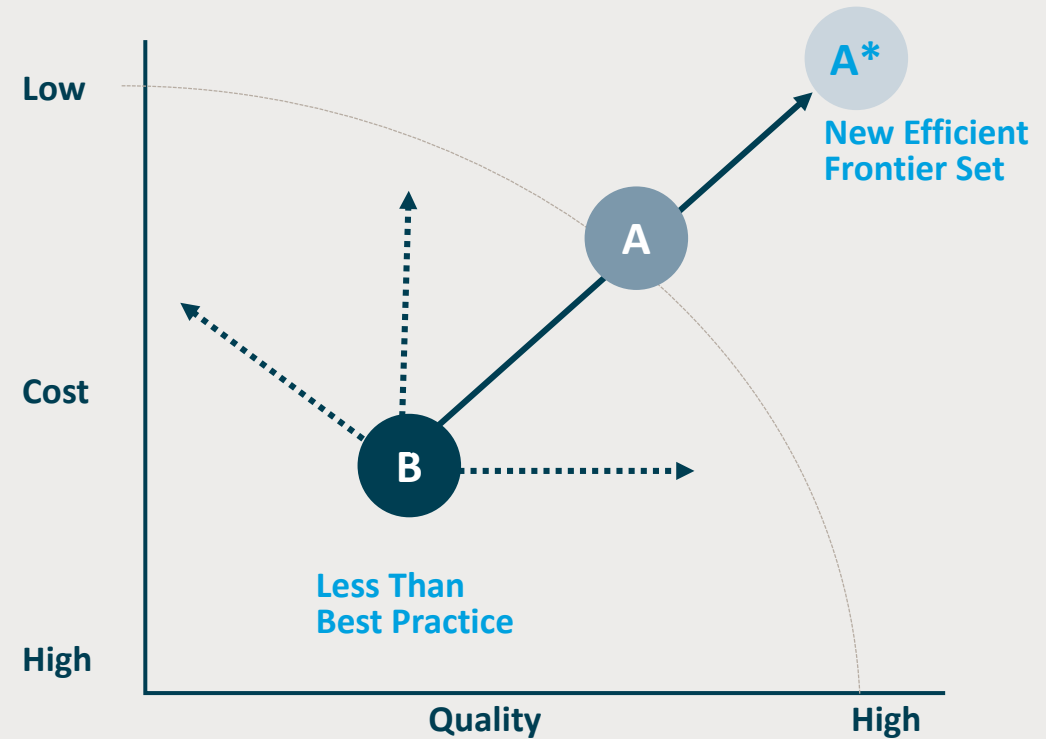 A*
Low
New Efficient
Frontier Set
A
Cost
B
Less Than
Best Practice
High
Quality
High